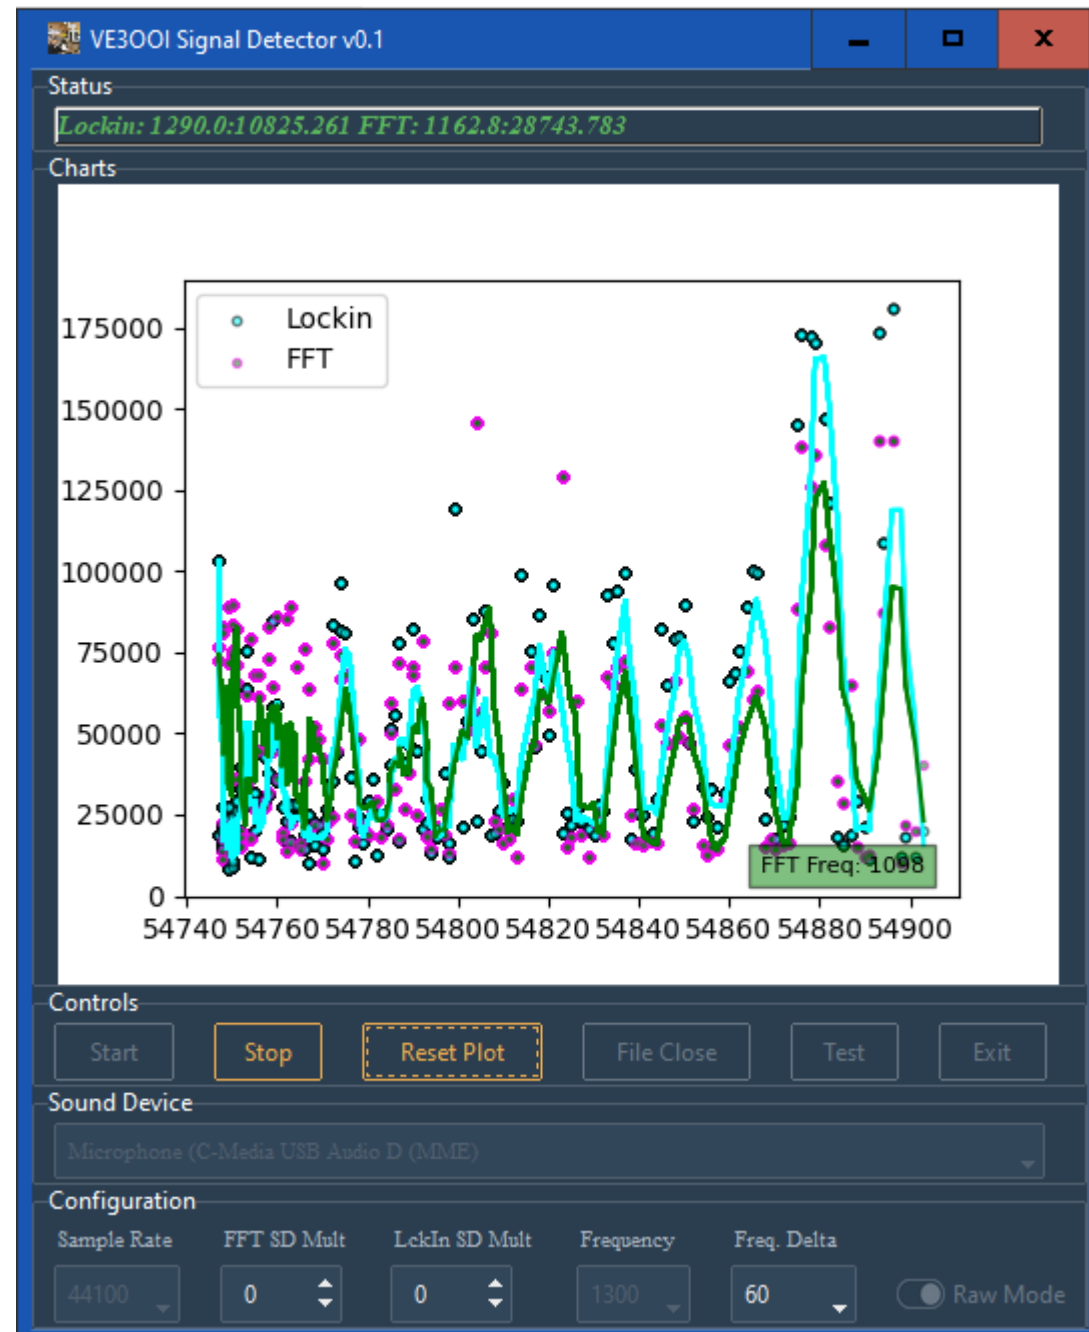 VE3OOI Signal Detector v0.1
Status
Lockin: 1290.0:10825.261 FFT: 1162.8:28743.783
Charts
Lockin
FFT
175000
150000
125000
100000
75000
50000
25000
0
FFT Freq: 1098
54740 54760 54780 54800 54820 54840 54860 54880 54900
Controls
Start Stop Reset Plot File Close Test Exit
Sound Device
Microphone (C-Media USB Audio D (MME)
Configuration
Sample Rate FFT SD Mult LckIn SD Mult Frequency Freq. Delta
44100 0 0 1300 60 Raw Mode